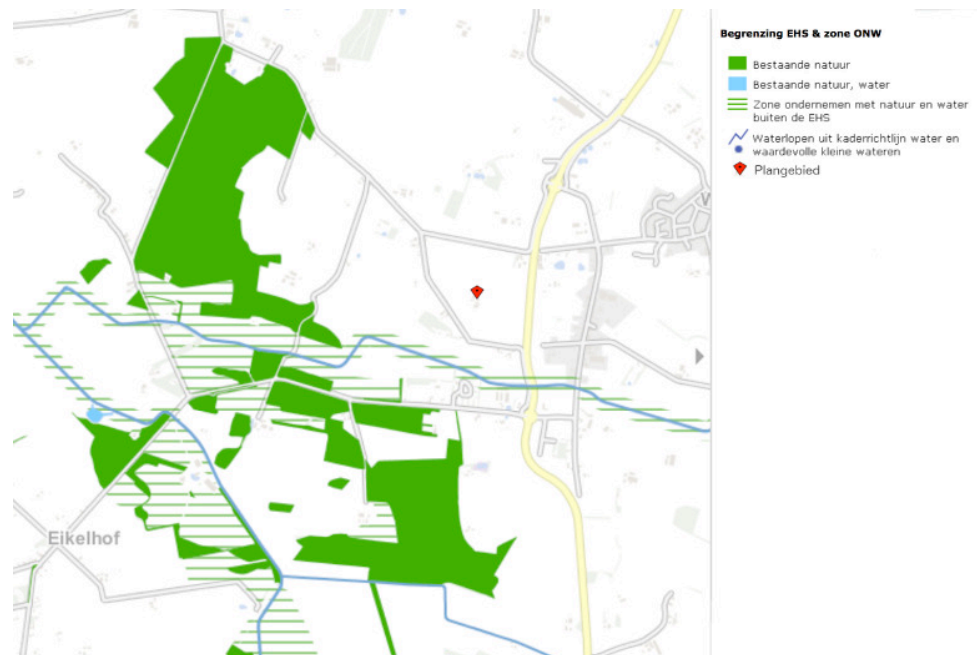 Begrenzing EHS & zone ONW
Bestaande natuur
Bestaande natuur, water
Zone ondernemen met natuur en water
buiten de EHS
Waterlopen uit kaderrichtlijn water en
waardevolle kleine wateren
Plangebied
W
Eikelhof